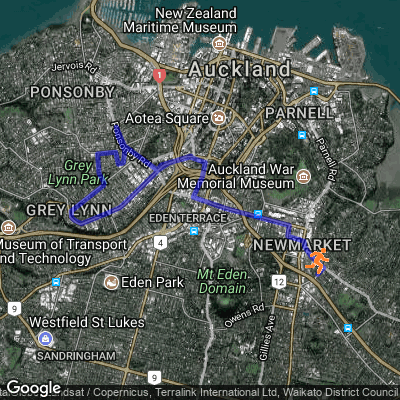 New Zealand
Maritime Museum
Jervois Rd
1
Auckland
PONSONBY
PARNELL
Aotea Square
Ponsonby Rd
Parnell Rd
Grey
Lynn Park
Auckland War
Memorial Museum
GREY LYNN
EDEN TERRACE
Museum of Transport
and Technology
4
NEWMARKET
Eden Park
Mt Eden
Domain
12
9
Owens Rd
Gillies Ave
Westfield St Lukes
SANDRINGHAM
9
9
Google
Landsat / Copernicus, Terralink International Ltd, Waikato District Council